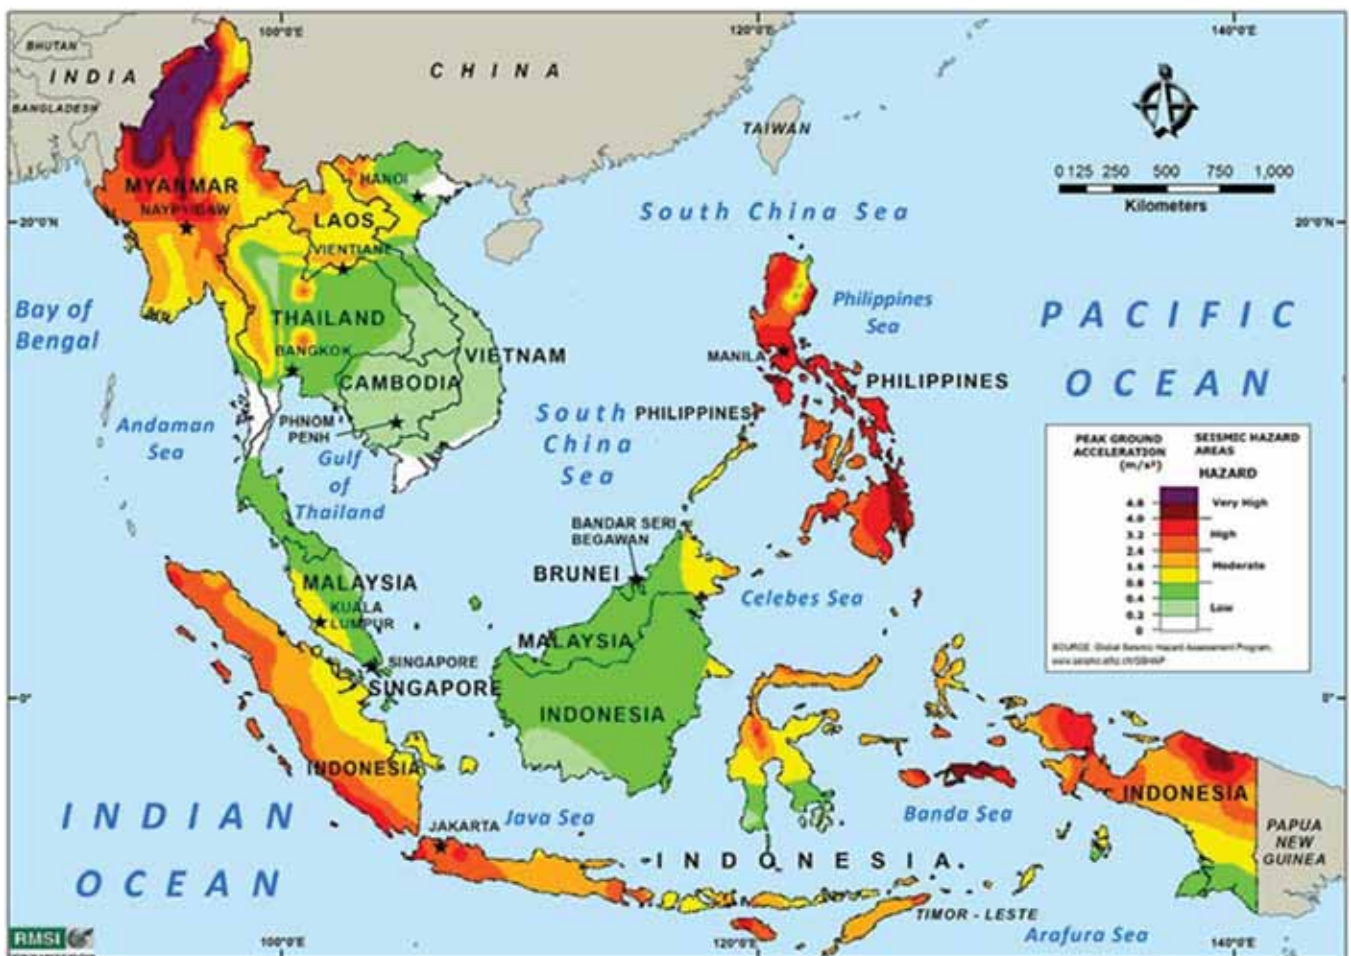 100°0'E
120°0'E
140°0'E
BHUTAN
INDIA
CHINA
BANGLADESH
TAIWAN
0 125 250 500 750 1,000
Kilometers
HANOI
MYANMAR
NAYPYIDAW
LAOS
South China Sea
20°0'N
20°0'N
VIENTIANE
Bay of
Bengal
THAILAND
Philippines
Sea
PACIFIC
OCEAN
BANGKOK
VIETNAM
MANILA
CAMBODIA
PHILIPPINES
PHNOM
PENH
South
China
Sea
PHILIPPINES
Andaman
Sea
Gulf
of
Thailand
PEAK GROUND
ACCELERATION
(m/s²)
SEISMIC HAZARD
AREAS
HAZARD
4.8
4.0
3.2
2.4
1.6
0.8
0.4
0.2
0
Very High
High
Moderate
Low
SOURCE: Global Seismic Hazard Assessment Program,
BANDAR SERI
BEGAWAN
BRUNEI
MALAYSIA
Celebes Sea
KUALA
LUMPUR
MALAYSIA
SINGAPORE
SINGAPORE
0°
0°
INDONESIA
INDONESIA
INDONESIA
INDIAN
OCEAN
JAKARTA
Java Sea
Banda Sea
PAPUA
NEW
GUINEA
INDONESIA
TIMOR - LESTE
Arafura Sea
RMSI
100°0'E
120°0'E
140°0'E